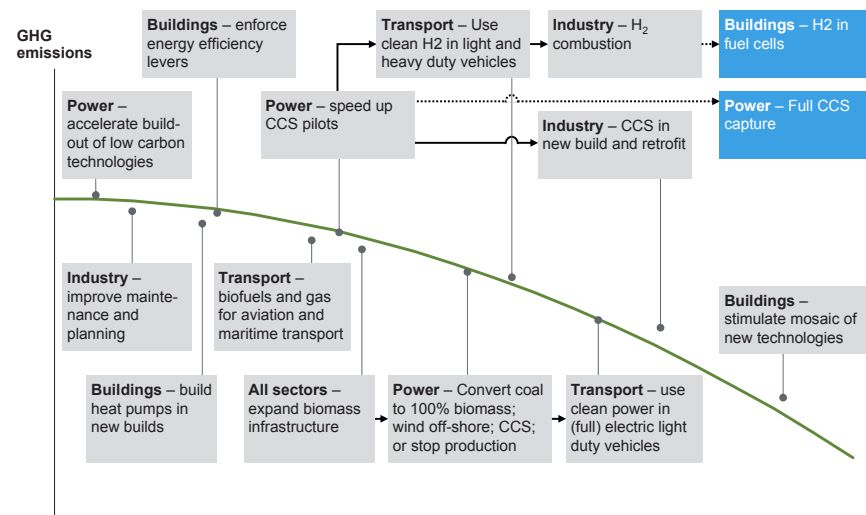 GHG
emissions
Buildings – enforce
energy efficiency
levers
Transport – Use
clean H2 in light and
heavy duty vehicles
Industry – H₂
combustion
Buildings – H2 in
fuel cells
Power –
accelerate build-
out of low carbon
technologies
Power – speed up
CCS pilots
Power – Full CCS
capture
Industry – CCS in
new build and retrofit
Industry –
improve mainte-
nance and
planning
Transport –
biofuels and gas
for aviation and
maritime transport
Buildings –
stimulate mosaic of
new technologies
Buildings – build
heat pumps in
new builds
All sectors –
expand biomass
infrastructure
Power – Convert coal
to 100% biomass;
wind off-shore; CCS;
or stop production
Transport – use
clean power in
(full) electric light
duty vehicles